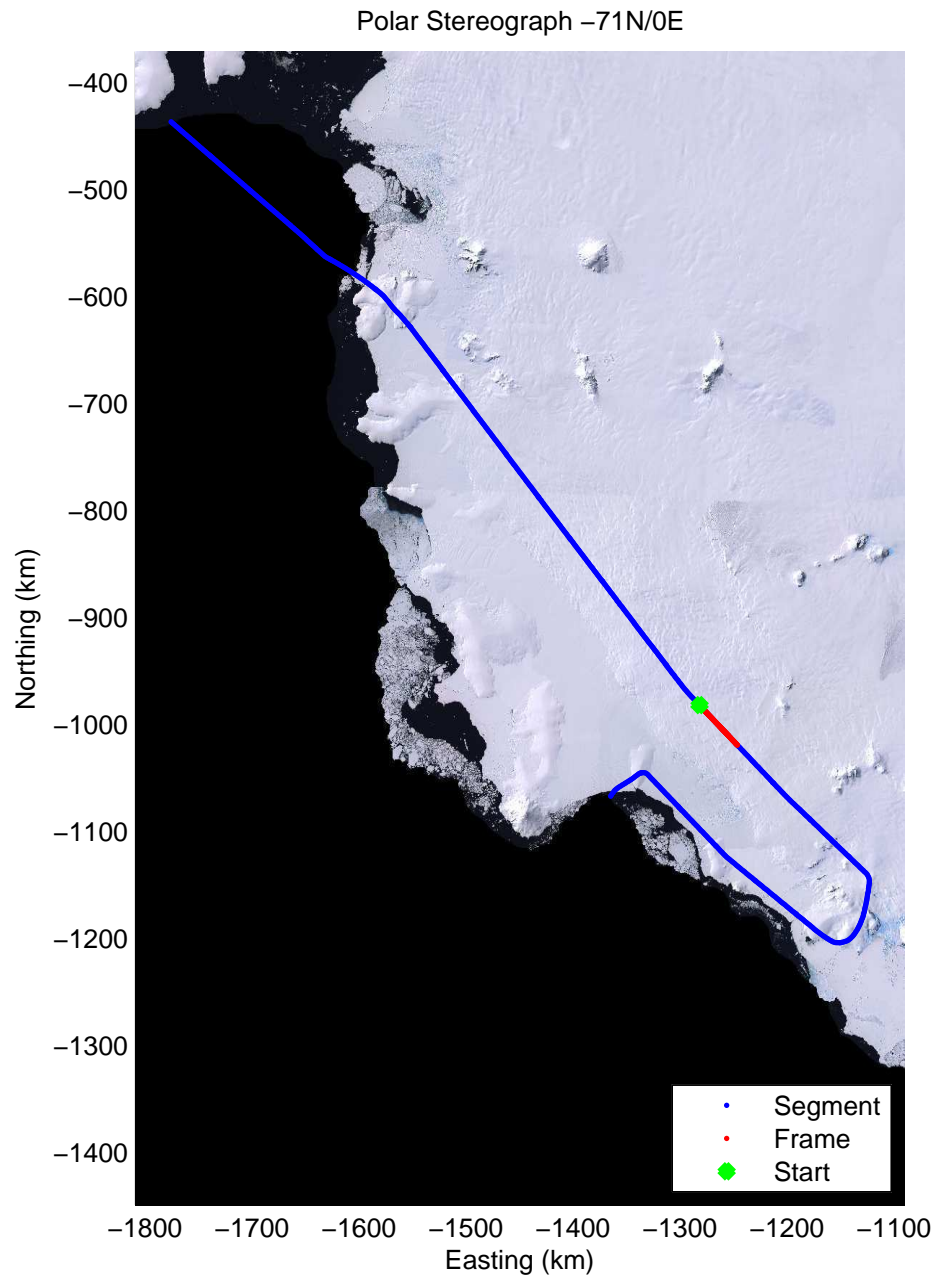 Polar Stereograph −71N/0E
−400
−500
−600
−700
−800
−900
−1000
−1100
−1200
−1300
−1400
Northing (km)
Segment
Frame
Start
−1800 −1700 −1600 −1500 −1400 −1300 −1200 −1100
Easting (km)